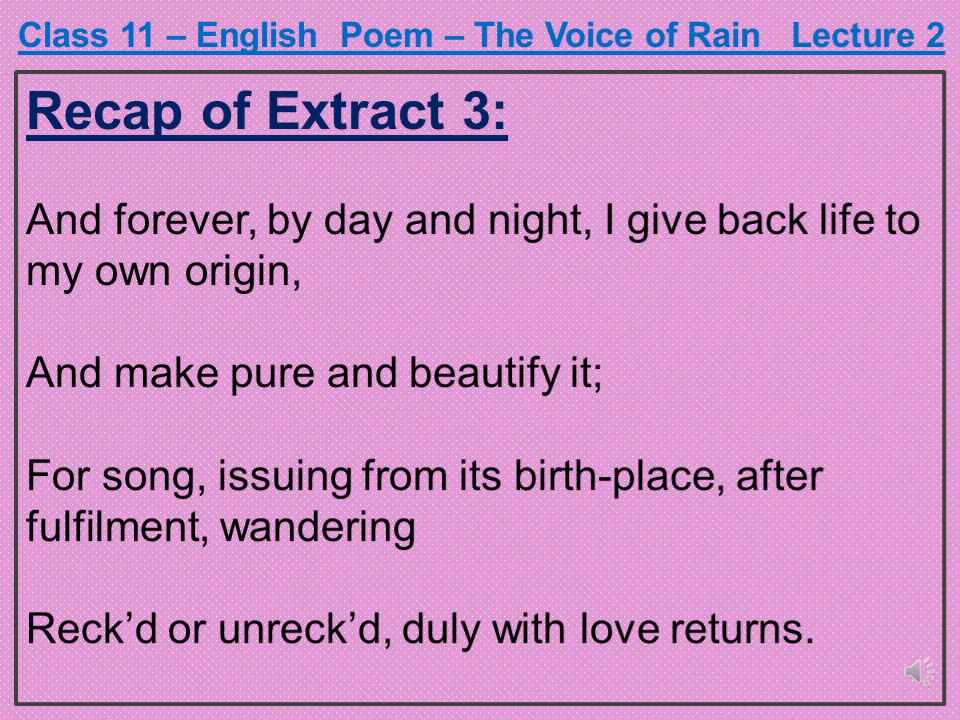 Class 11 – English  Poem – The Voice of Rain   Lecture 2
Recap of Extract 3:
And forever, by day and night, I give back life to
my own origin,
And make pure and beautify it;
For song, issuing from its birth-place, after
fulfilment, wandering
Reck’d or unreck’d, duly with love returns.